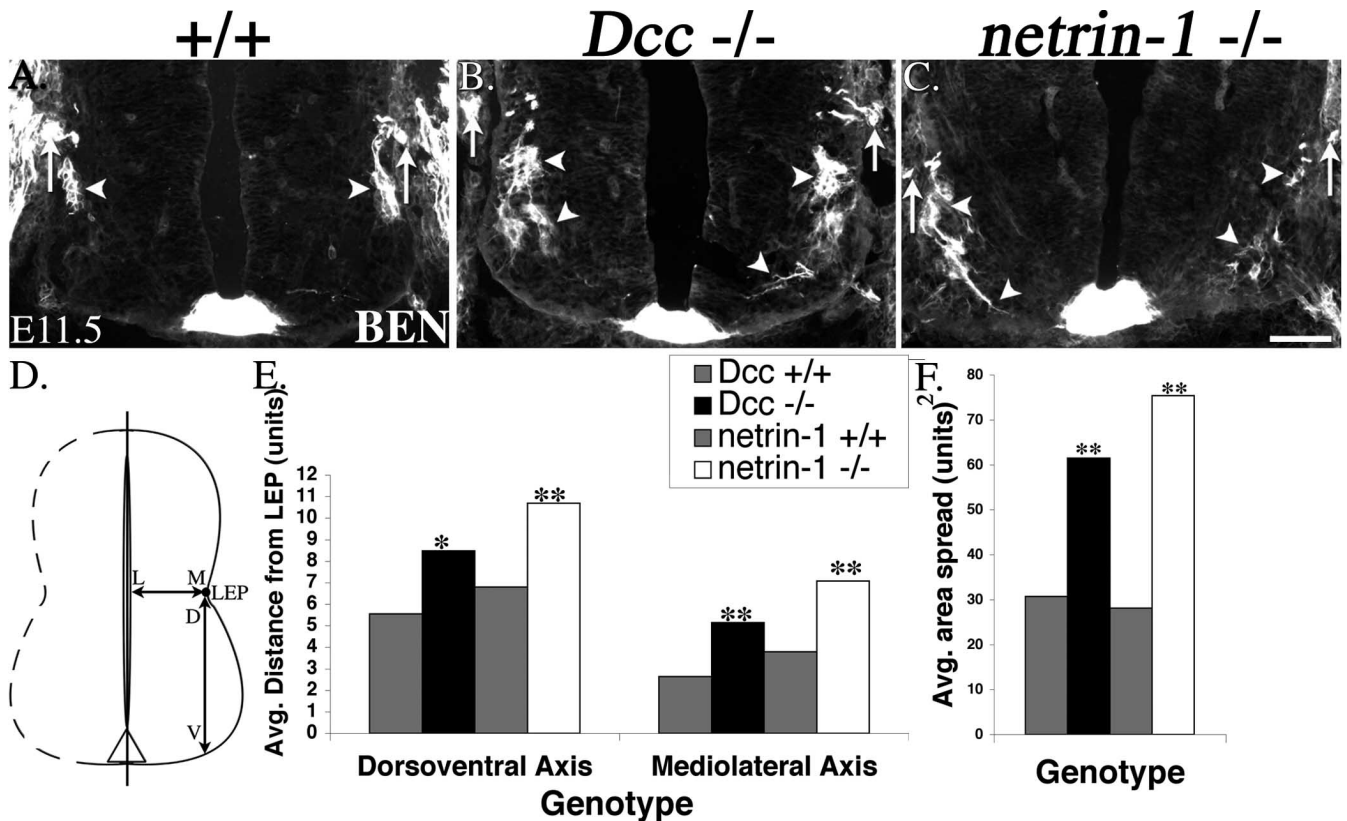 +/+
Dcc -/-
netrin-1 -/-
A.
B.
C.
E11.5
BEN
D.
L
M
LEP
D
V
E.
Dcc +/+
Dcc -/-
netrin-1 +/+
netrin-1 -/-
Avg. Distance from LEP (units)
12
11
10
9
8
7
6
5
4
3
2
1
0
*
**
**
**
Dorsoventral Axis
Mediolateral Axis
Genotype
F.
Avg. area spread (units)2
80
70
60
50
40
30
20
10
0
**
**
Genotype